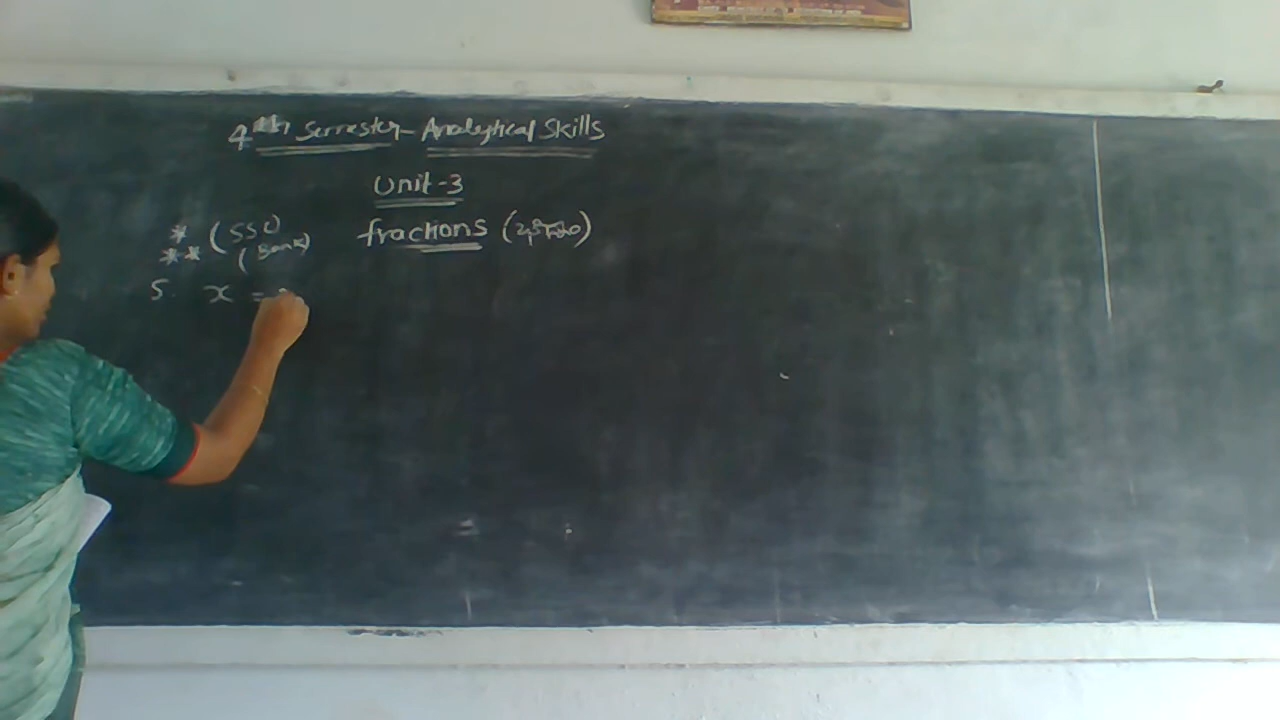 4th Semester - Analytical Skills
Unit-3
* (SSC) fractions
** (Bank)
5. x =